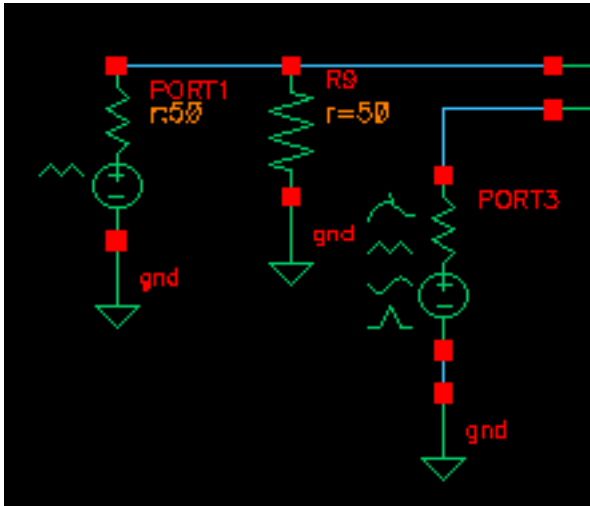 PORT1
r:50
R9
r=50
PORT3
gnd
gnd
gnd